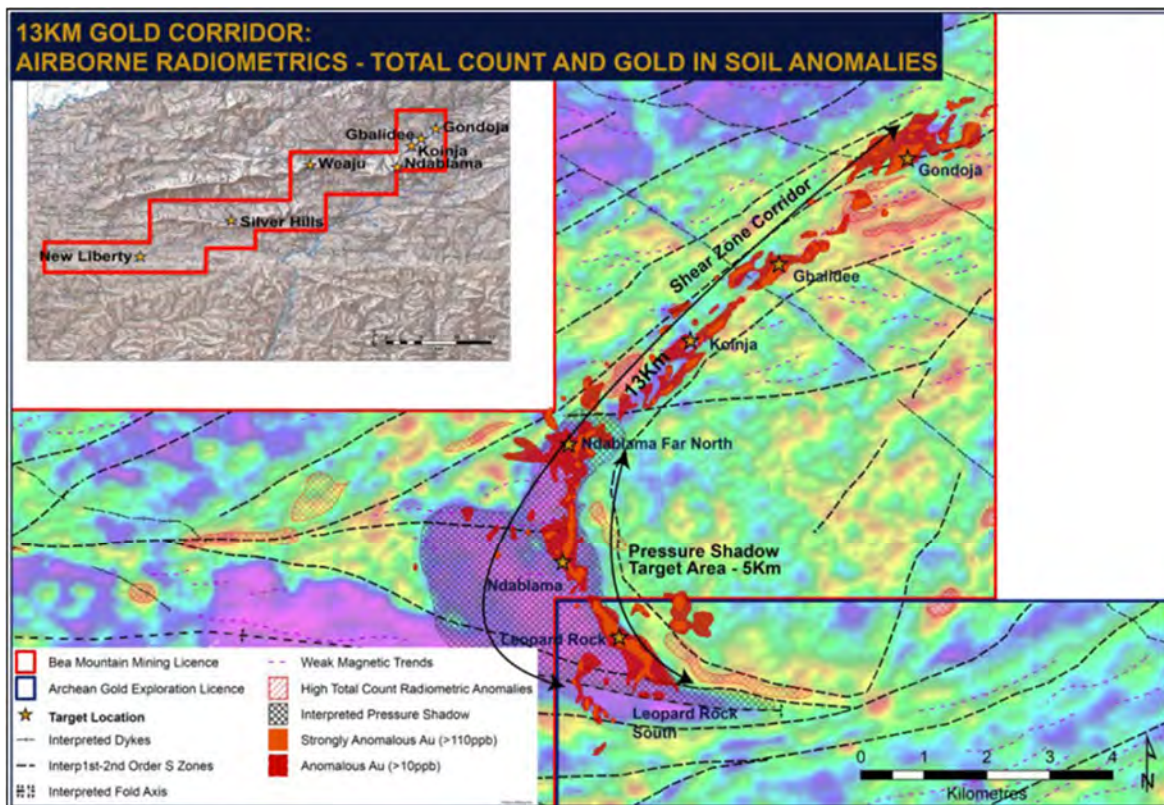 13KM GOLD CORRIDOR:
AIRBORNE RADIOMETRICS - TOTAL COUNT AND GOLD IN SOIL ANOMALIES
Gbalidee
Gondoja
Koinja
Weaju
Ndablama
Silver Hills
New Liberty
Gondoja
Shear Zone Corridor
Gbalidee
Koinja
13Km
Ndablama Far North
Pressure Shadow
Target Area - 5Km
Ndablama
Leopard Rock
Leopard Rock
South
Bea Mountain Mining Licence
Archean Gold Exploration Licence
Target Location
Interpreted Dykes
Interp1st-2nd Order S Zones
Interpreted Fold Axis
Weak Magnetic Trends
High Total Count Radiometric Anomalies
Interpreted Pressure Shadow
Strongly Anomalous Au (>110ppb)
Anomalous Au (>10ppb)
0 1 2 3 4
Kilometres
N